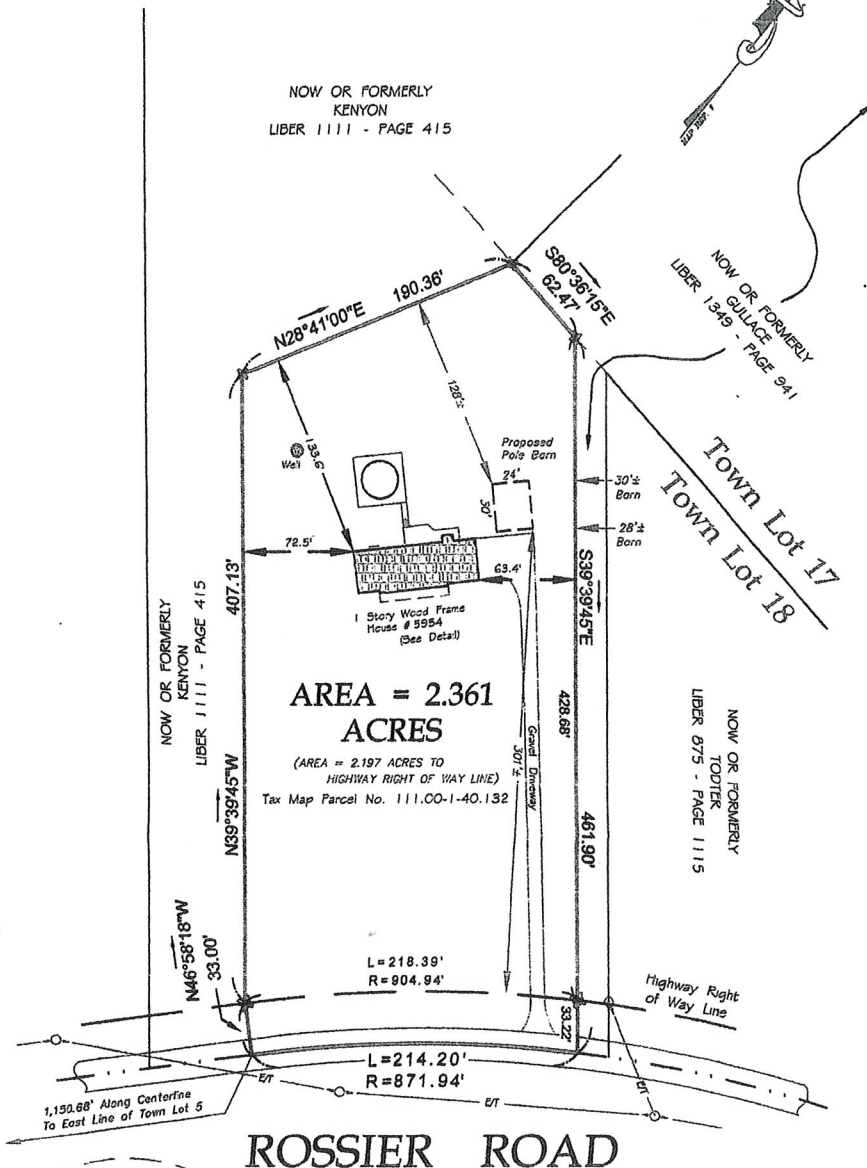 NOW OR FORMERLY
KENYON
LIBER 1111 - PAGE 415
MAP REF. 1
N28°41'00"E 190.36'
S80°36'15"E
62.47'
NOW OR FORMERLY
GULLACE
LIBER 1349 - PAGE 941
Town Lot 17
Town Lot 18
128'±
133.6'
Well
Proposed
Pole Barn
24'
30'
30'±
Barn
28'±
Barn
72.5'
63.4'
S39°39'45"E
1 Story Wood Frame
House # 5954
(See Detail)
407.13'
NOW OR FORMERLY
KENYON
LIBER 1111 - PAGE 415
AREA = 2.361
ACRES
(AREA = 2.197 ACRES TO
HIGHWAY RIGHT OF WAY LINE)
Tax Map Parcel No. 111.00-1-40.132
Gravel Driveway
301'±
428.68'
461.90'
NOW OR FORMERLY
TODTER
LIBER 875 - PAGE 1115
N39°39'45"W
N46°58'18"W
33.00'
L=218.39'
R=904.94'
33.22'
Highway Right
of Way Line
L=214.20'
R=871.94'
E/T
E/T
E/T
1,150.68' Along Centerline
To East Line of Town Lot 5
ROSSIER ROAD